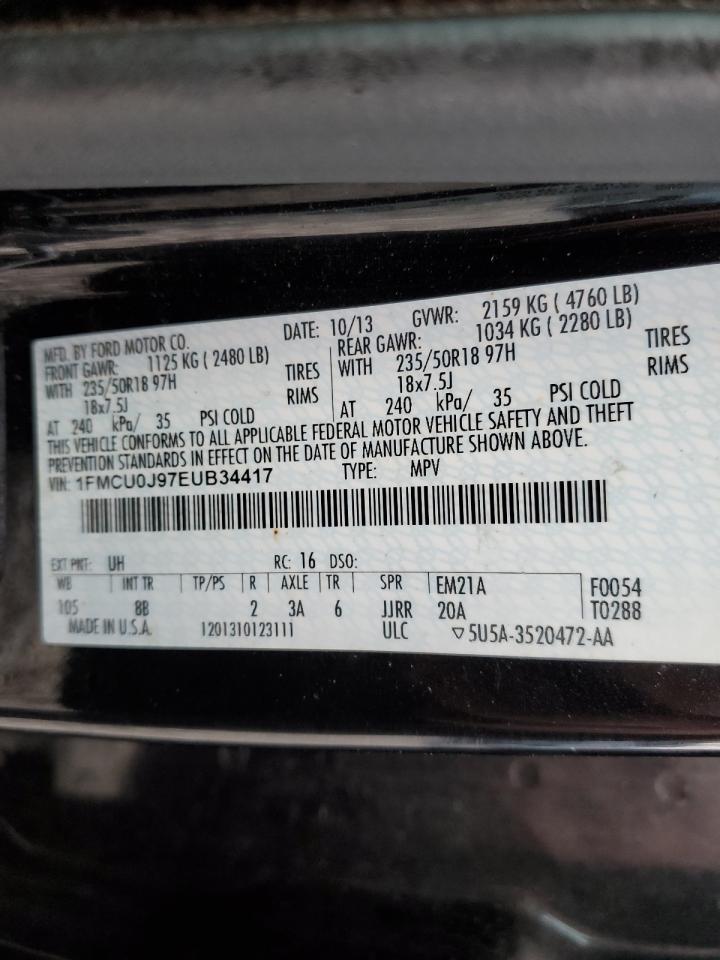 MFD. BY FORD MOTOR CO. DATE: 10/13 GVWR: 2159 KG ( 4760 LB)
FRONT GAWR: 1125 KG ( 2480 LB) REAR GAWR: 1034 KG ( 2280 LB)
WITH 235/50R18 97H TIRES WITH 235/50R18 97H TIRES
18x7.5J RIMS 18x7.5J RIMS
AT 240 kPa/ 35 PSI COLD AT 240 kPa/ 35 PSI COLD
THIS VEHICLE CONFORMS TO ALL APPLICABLE FEDERAL MOTOR VEHICLE SAFETY AND THEFT
PREVENTION STANDARDS IN EFFECT ON THE DATE OF MANUFACTURE SHOWN ABOVE.
VIN: 1FMCU0J97EUB34417 TYPE: MPV
EXT PNT: UH RC: 16 DSO:
WB INT TR TP/PS R AXLE TR SPR EM21A F0054
105 8B 2 3A 6 JJRR 20A T0288
MADE IN U.S.A. 1201310123111 ULC ▽5U5A-3520472-AA